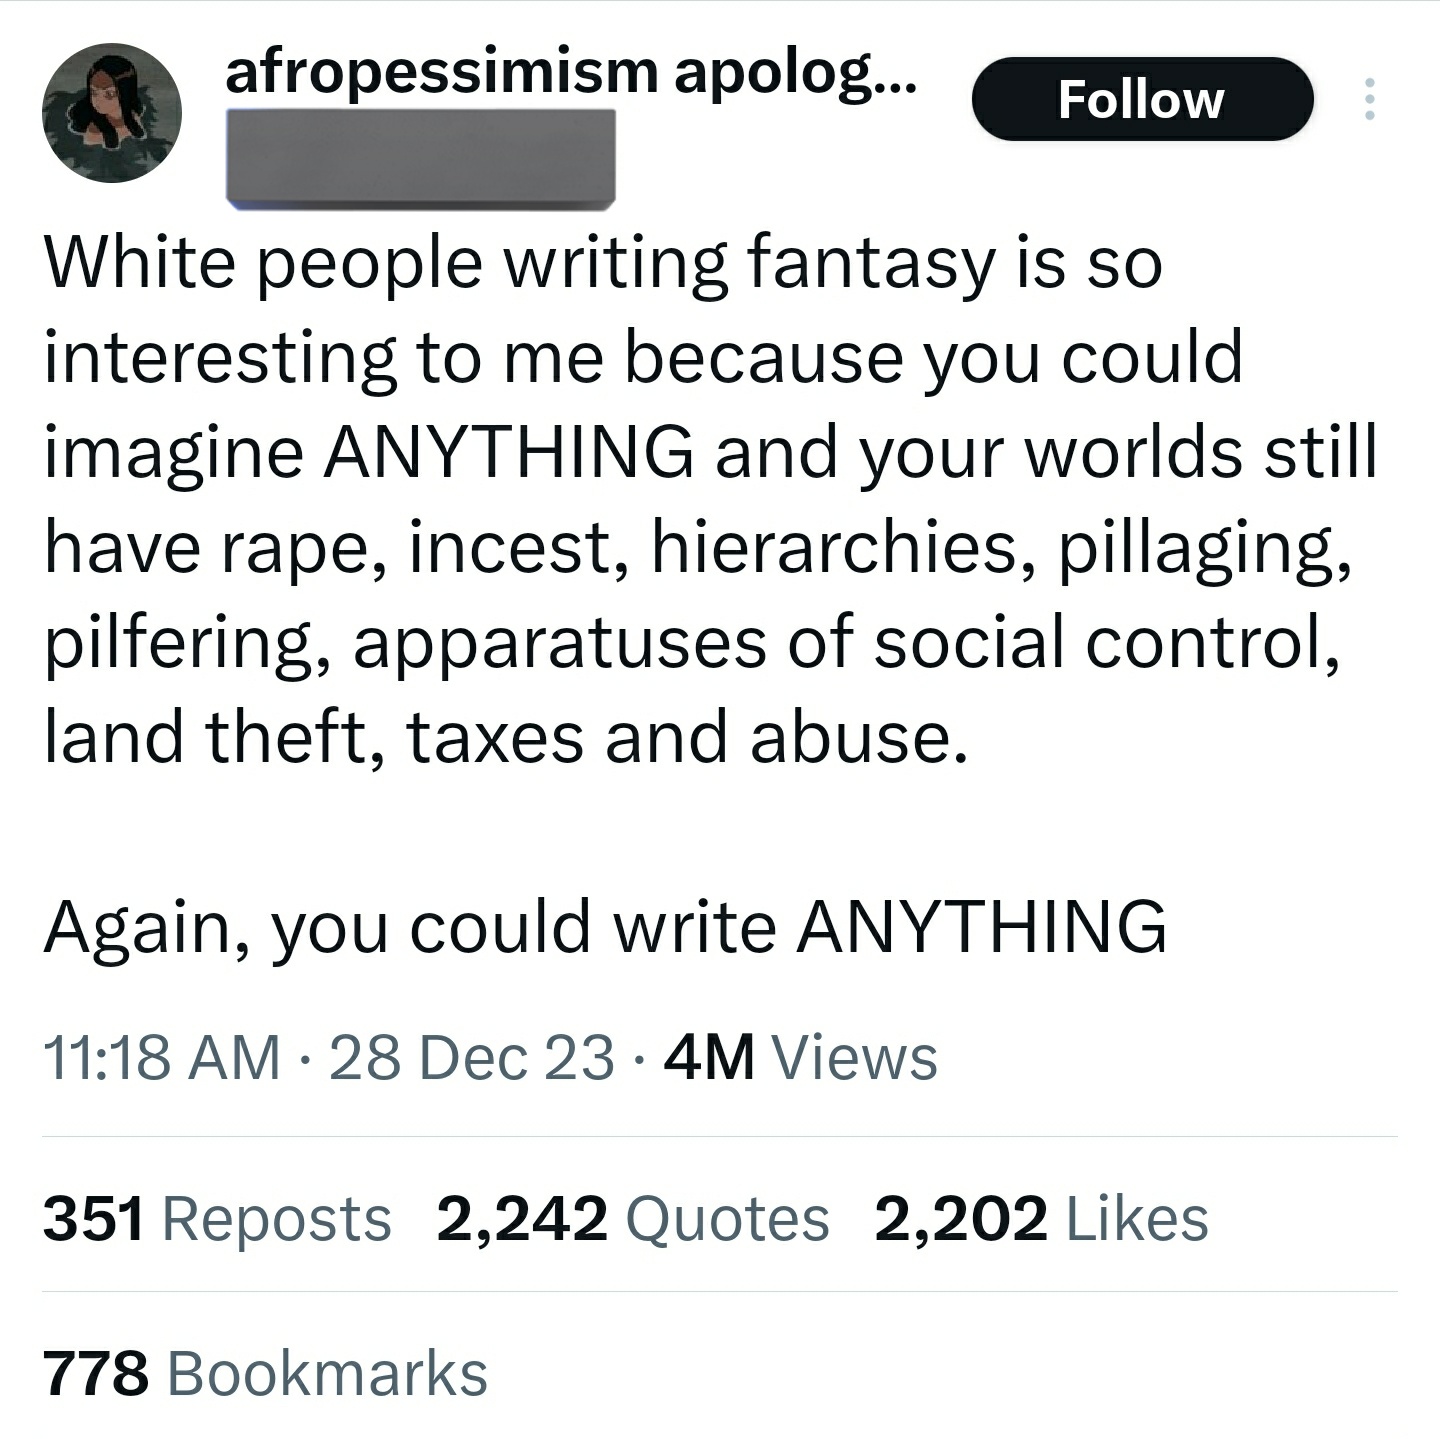 afropessimism apolog...
Follow
White people writing fantasy is so
interesting to me because you could
imagine ANYTHING and your worlds still
have rape, incest, hierarchies, pillaging,
pilfering, apparatuses of social control,
land theft, taxes and abuse.
Again, you could write ANYTHING
11:18 AM · 28 Dec 23 · 4M Views
351 Reposts 2,242 Quotes 2,202 Likes
778 Bookmarks